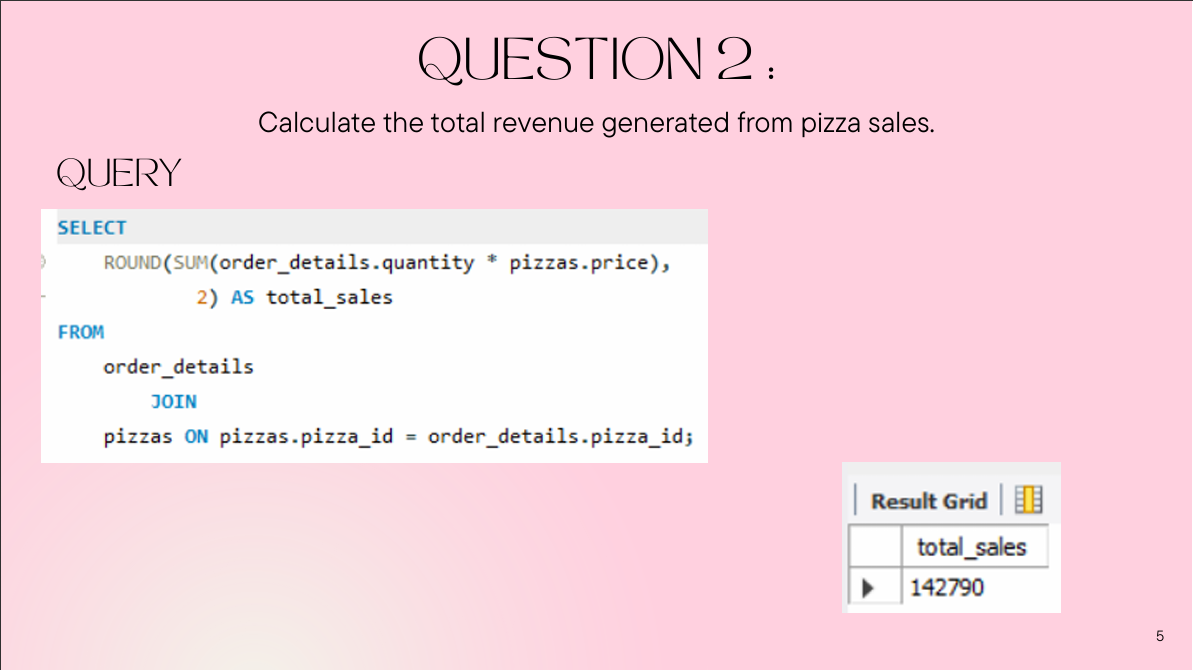 QUESTION 2 :
Calculate the total revenue generated from pizza sales.
QUERY
SELECT
ROUND(SUM(order_details.quantity * pizzas.price),
2) AS total_sales
FROM
order_details
JOIN
pizzas ON pizzas.pizza_id = order_details.pizza_id;
Result Grid
total_sales
142790
5